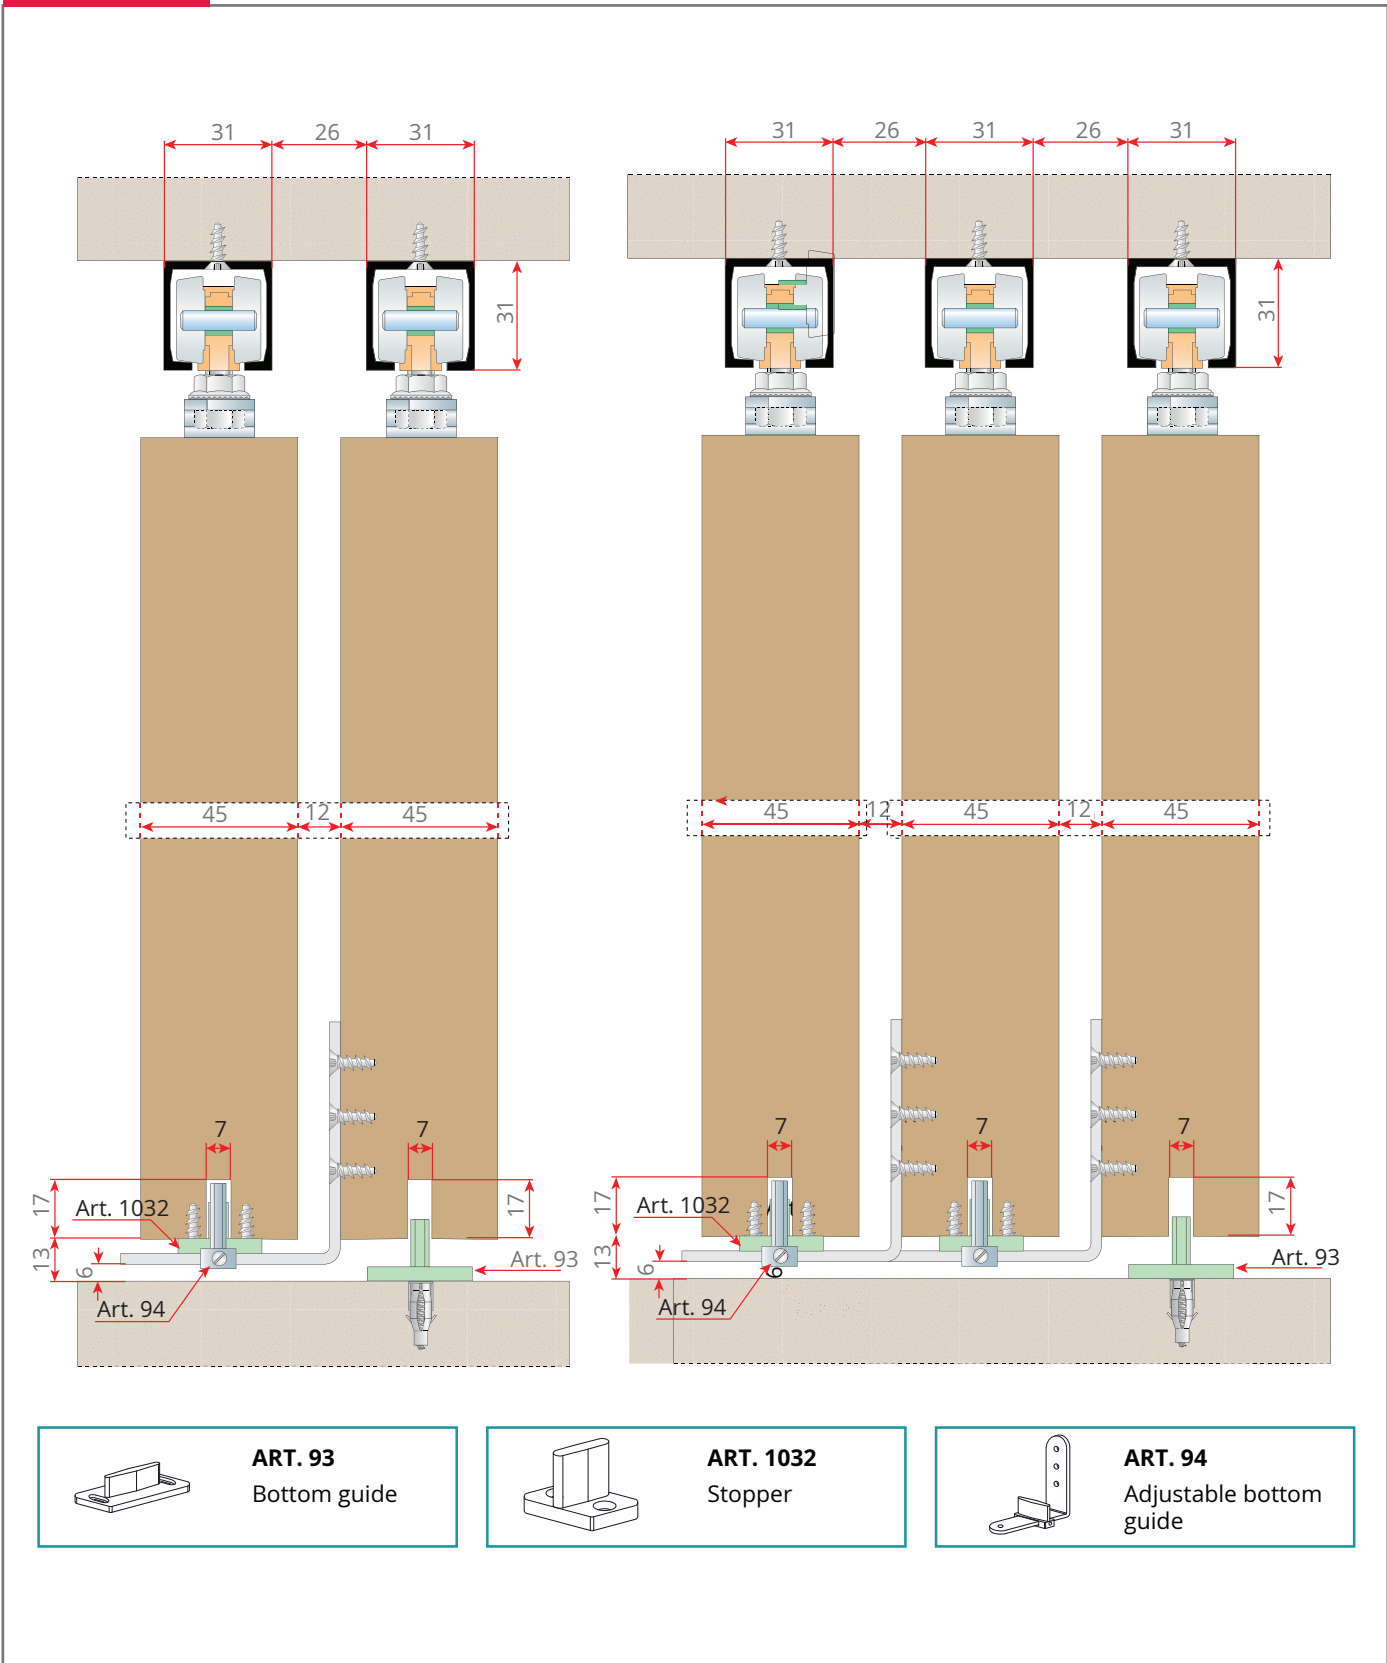 31 26 31
31 26 31 26 31
31
31
45 12 45
45 12 45 12 45
7 7
7 7 7
17
Art. 1032
17
17
Art. 1032
17
13
6
Art. 93
13
6
Art. 93
Art. 94
6
Art. 94
ART. 93
Bottom guide
ART. 1032
Stopper
ART. 94
Adjustable bottom
guide